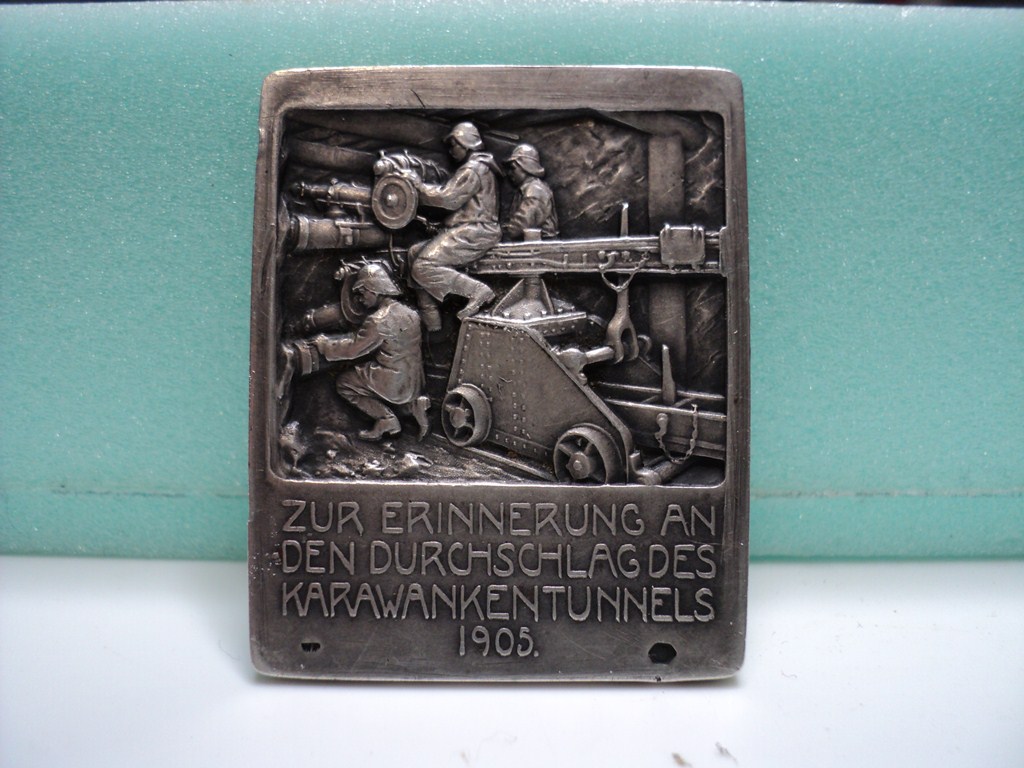 ZUR ERINNERUNG AN
DEN DURCHSCHLAG DES
KARAWANKENTUNNELS
1905.